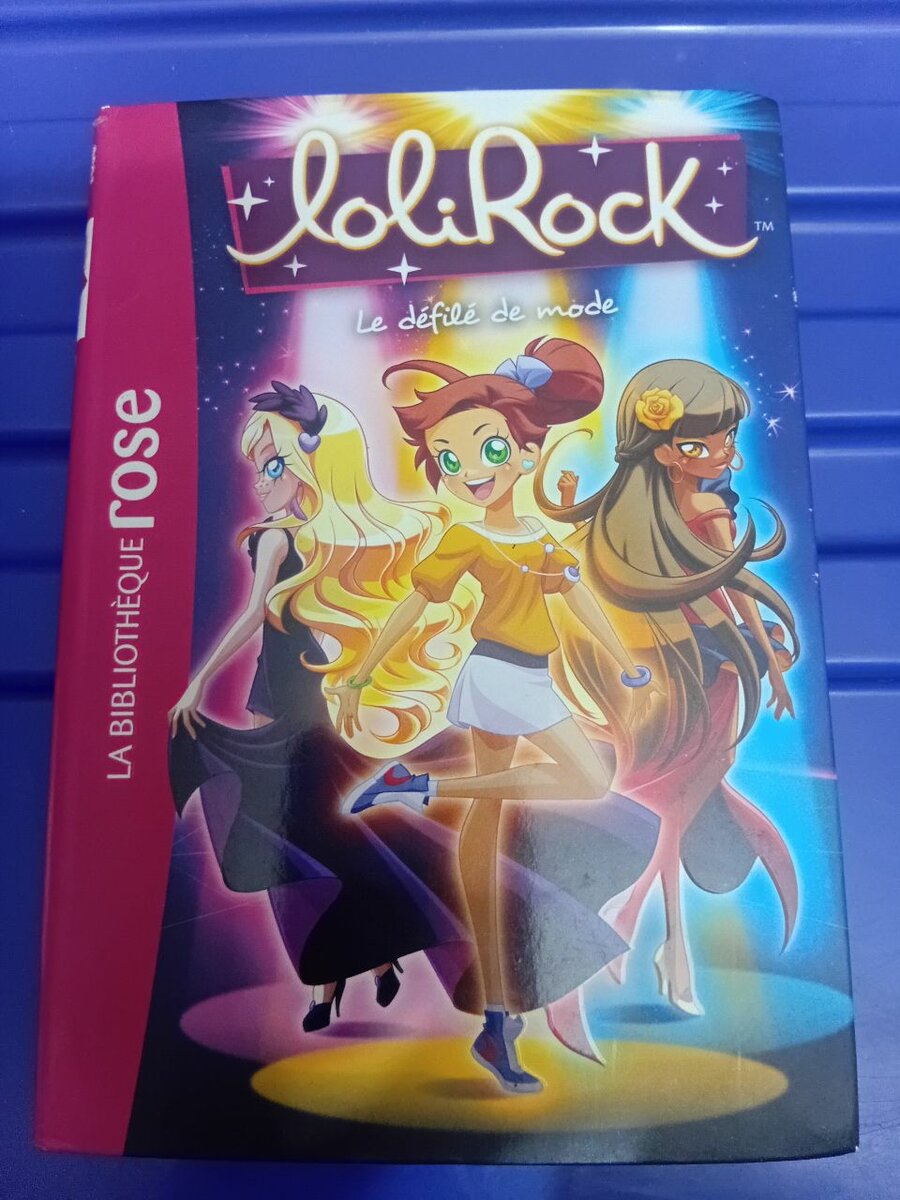 loliRock
TM
Le défilé de mode
LA BIBLIOTHÈQUE rose